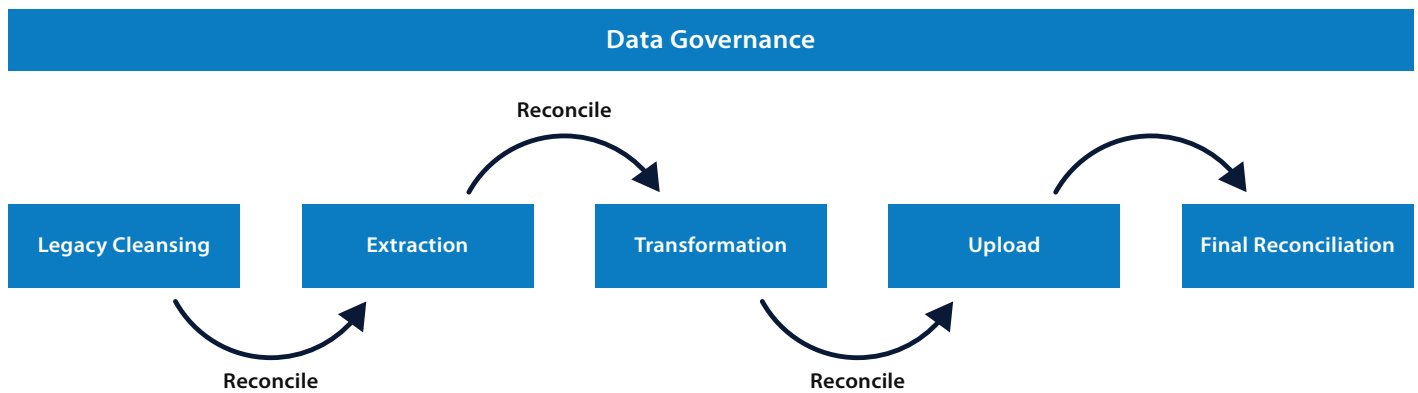 Data Governance
Reconcile
Legacy Cleansing
Extraction
Transformation
Upload
Final Reconciliation
Reconcile
Reconcile